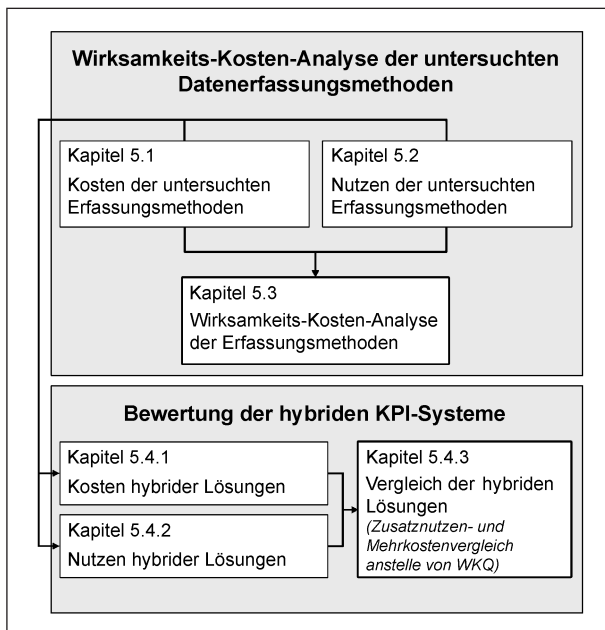 Wirksamkeits-Kosten-Analyse der untersuchten
Datenerfassungsmethoden
Kapitel 5.1
Kosten der untersuchten
Erfassungsmethoden
Kapitel 5.2
Nutzen der untersuchten
Erfassungsmethoden
Kapitel 5.3
Wirksamkeits-Kosten-Analyse
der Erfassungsmethoden
Bewertung der hybriden KPI-Systeme
Kapitel 5.4.1
Kosten hybrider Lösungen
Kapitel 5.4.2
Nutzen hybrider Lösungen
Kapitel 5.4.3
Vergleich der hybriden
Lösungen
(Zusatznutzen- und
Mehrkostenvergleich
anstelle von WKQ)